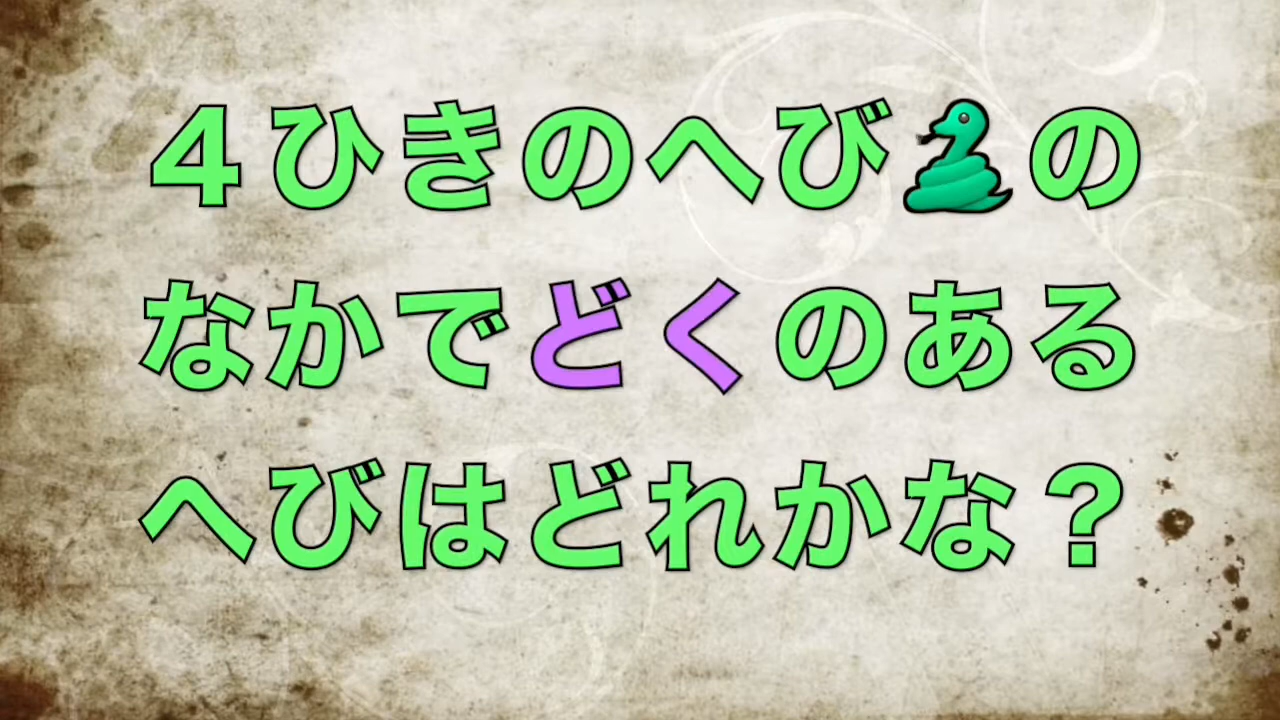 ４ひきのへび🐍の
なかでどくのある
へびはどれかな？